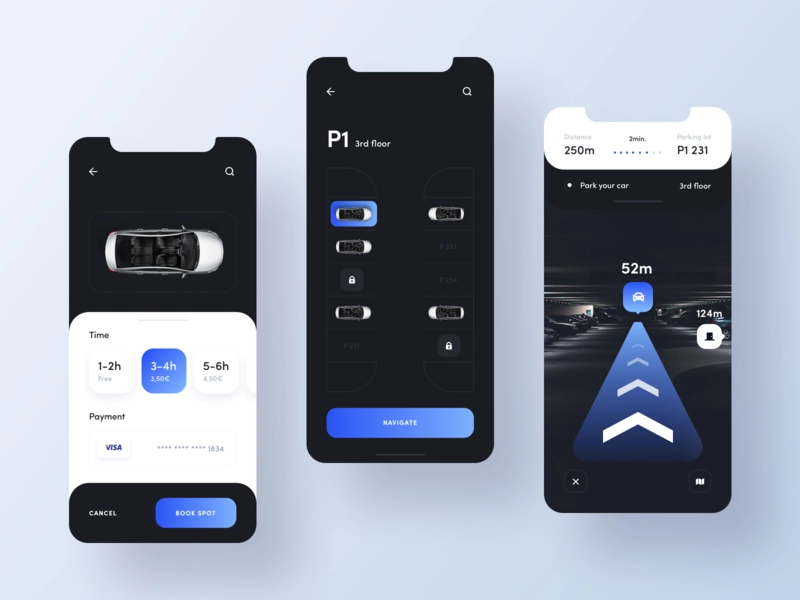 Time
1-2h
Free
3-4h
3,50€
5-6h
4,50€
Payment
VISA
**** **** **** 1834
CANCEL
BOOK SPOT
P1 3rd floor
P 232
P 234
P 231
NAVIGATE
Distance
250m
2min.
Parking lot
P1 231
Park your car
3rd floor
52m
124m